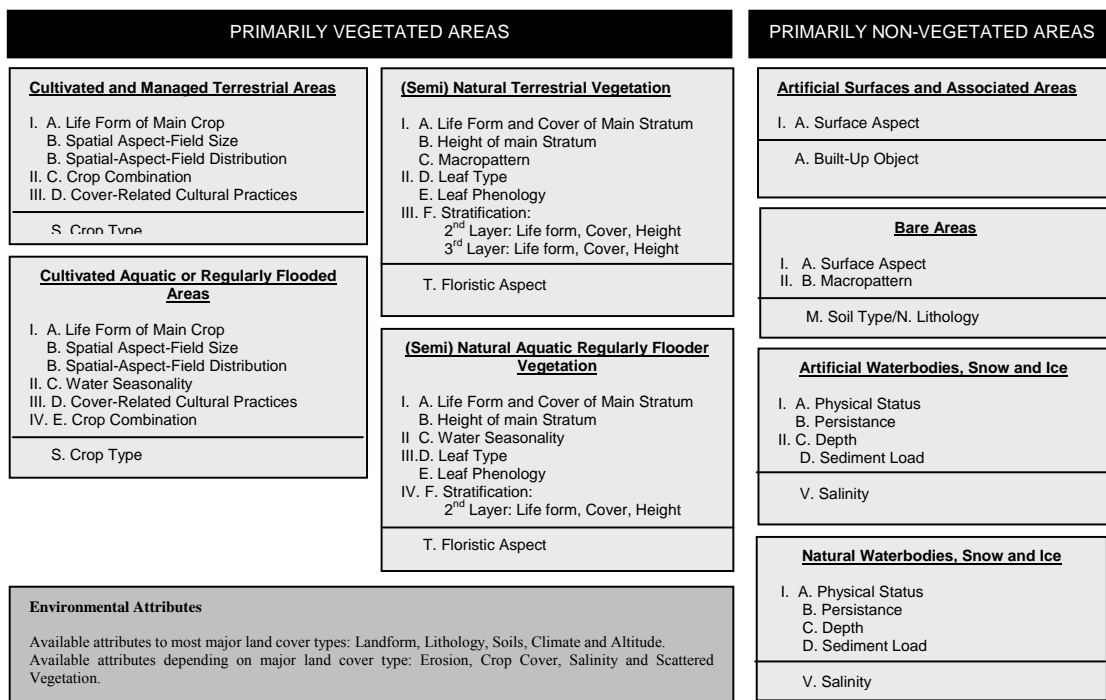 PRIMARILY VEGETATED AREAS
Cultivated and Managed Terrestrial Areas
I. A. Life Form of Main Crop
B. Spatial Aspect-Field Size
B. Spatial-Aspect-Field Distribution
II. C. Crop Combination
III. D. Cover-Related Cultural Practices
S. Crop Type
Cultivated Aquatic or Regularly Flooded
Areas
I. A. Life Form of Main Crop
B. Spatial Aspect-Field Size
B. Spatial-Aspect-Field Distribution
II. C. Water Seasonality
III. D. Cover-Related Cultural Practices
IV. E. Crop Combination
S. Crop Type
(Semi) Natural Terrestrial Vegetation
I. A. Life Form and Cover of Main Stratum
B. Height of main Stratum
C. Macropattern
II. D. Leaf Type
E. Leaf Phenology
III. F. Stratification:
2nd Layer: Life form, Cover, Height
3rd Layer: Life form, Cover, Height
T. Floristic Aspect
(Semi) Natural Aquatic Regularly Flooder
Vegetation
I. A. Life Form and Cover of Main Stratum
B. Height of main Stratum
II C. Water Seasonality
III.D. Leaf Type
E. Leaf Phenology
IV. F. Stratification:
2nd Layer: Life form, Cover, Height
T. Floristic Aspect
PRIMARILY NON-VEGETATED AREAS
Artificial Surfaces and Associated Areas
I. A. Surface Aspect
A. Built-Up Object
Bare Areas
I. A. Surface Aspect
II. B. Macropattern
M. Soil Type/N. Lithology
Artificial Waterbodies, Snow and Ice
I. A. Physical Status
B. Persistance
II. C. Depth
D. Sediment Load
V. Salinity
Natural Waterbodies, Snow and Ice
I. A. Physical Status
B. Persistance
C. Depth
D. Sediment Load
V. Salinity
Environmental Attributes
Available attributes to most major land cover types: Landform, Lithology, Soils, Climate and Altitude.
Available attributes depending on major land cover type: Erosion, Crop Cover, Salinity and Scattered
Vegetation.